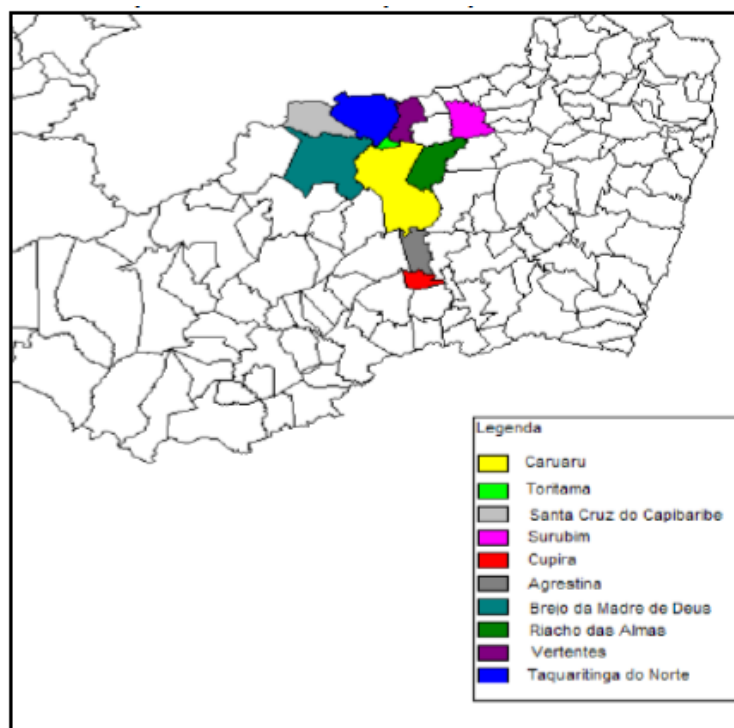 Legenda
Caruaru
Toritama
Santa Cruz do Capibaribe
Surubim
Cupira
Agrestina
Brejo da Madre de Deus
Riacho das Almas
Vertentes
Taquaritinga do Norte